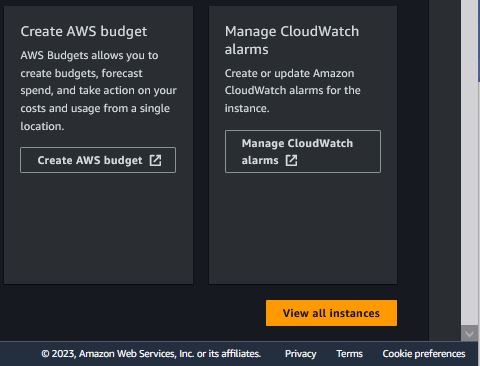 Create AWS budget
AWS Budgets allows you to
create budgets, forecast
spend, and take action on your
costs and usage from a single
location.
Create AWS budget
Manage CloudWatch
alarms
Create or update Amazon
CloudWatch alarms for the
instance.
Manage CloudWatch
alarms
View all instances
© 2023, Amazon Web Services, Inc. or its affiliates. Privacy Terms Cookie preferences